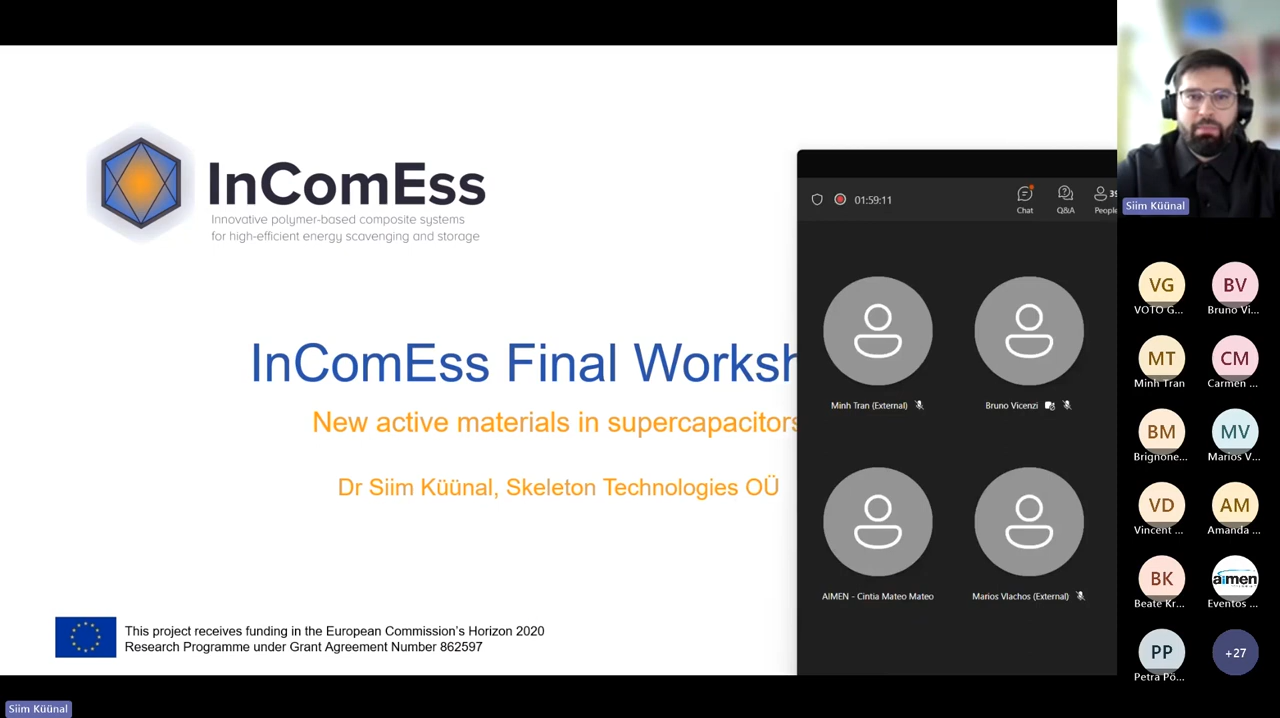 InComEss
Innovative polymer-based composite systems
for high-efficient energy scavenging and storage
InComEss Final Worksh
New active materials in supercapacitors
Dr Siim Küünal, Skeleton Technologies OÜ
This project receives funding in the European Commission's Horizon 2020
Research Programme under Grant Agreement Number 862597
01:59:11
Chat
Q&A
People
Minh Tran (External)
Bruno Vicenzi
AIMEN - Cintia Mateo Mateo
Marios Vlachos (External)
Siim Küünal
VG
VOTO G...
BV
Bruno Vi...
MT
Minh Tran
CM
Carmen ...
BM
Brignone...
MV
Marios V...
VD
Vincent ...
AM
Amanda ...
BK
Beate Kr...
aimen
Eventos ...
PP
Petra Pö...
+27
Siim Küünal